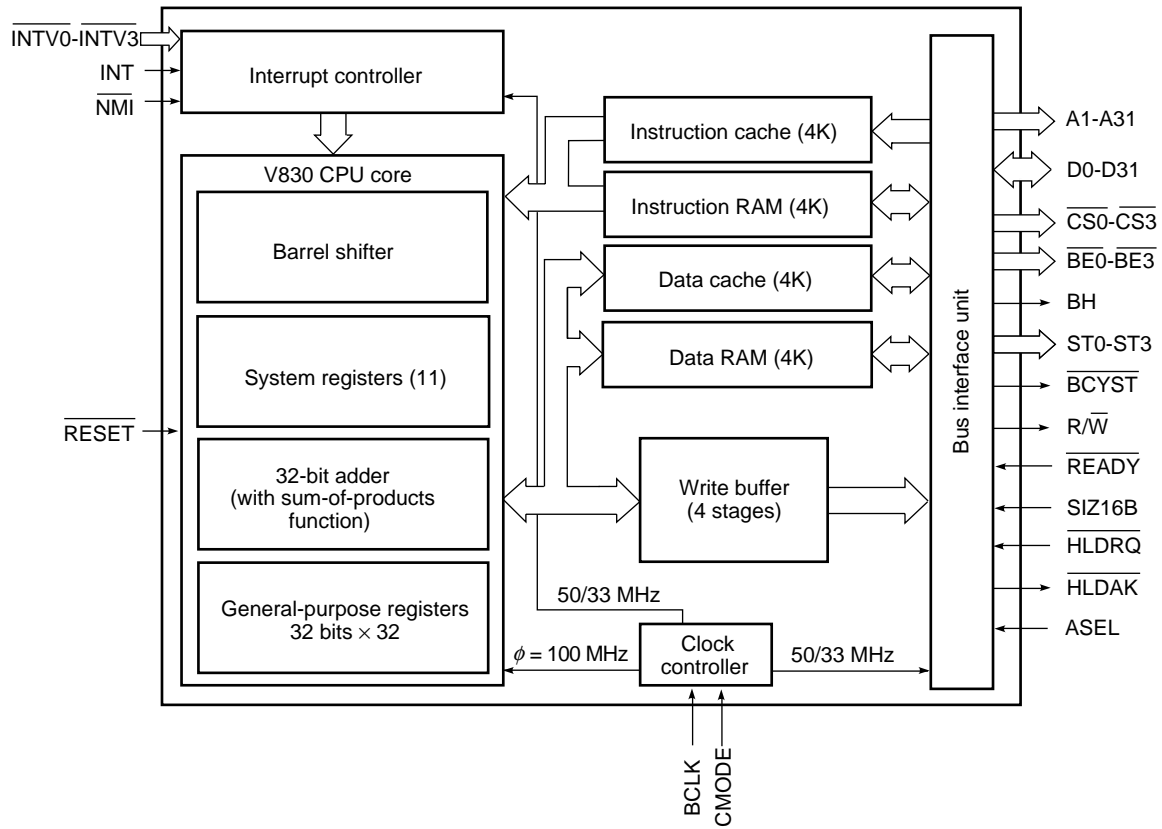 INTV0-INTV3
INT
NMI
Interrupt controller
V830 CPU core
Barrel shifter
System registers (11)
RESET
32-bit adder
(with sum-of-products
function)
General-purpose registers
32 bits × 32
Instruction cache (4K)
Instruction RAM (4K)
Data cache (4K)
Data RAM (4K)
Write buffer
(4 stages)
50/33 MHz
ϕ = 100 MHz
Clock
controller
50/33 MHz
BCLK
CMODE
Bus interface unit
A1-A31
D0-D31
CS0-CS3
BE0-BE3
BH
ST0-ST3
BCYST
R/W
READY
SIZ16B
HLDRQ
HLDAK
ASEL